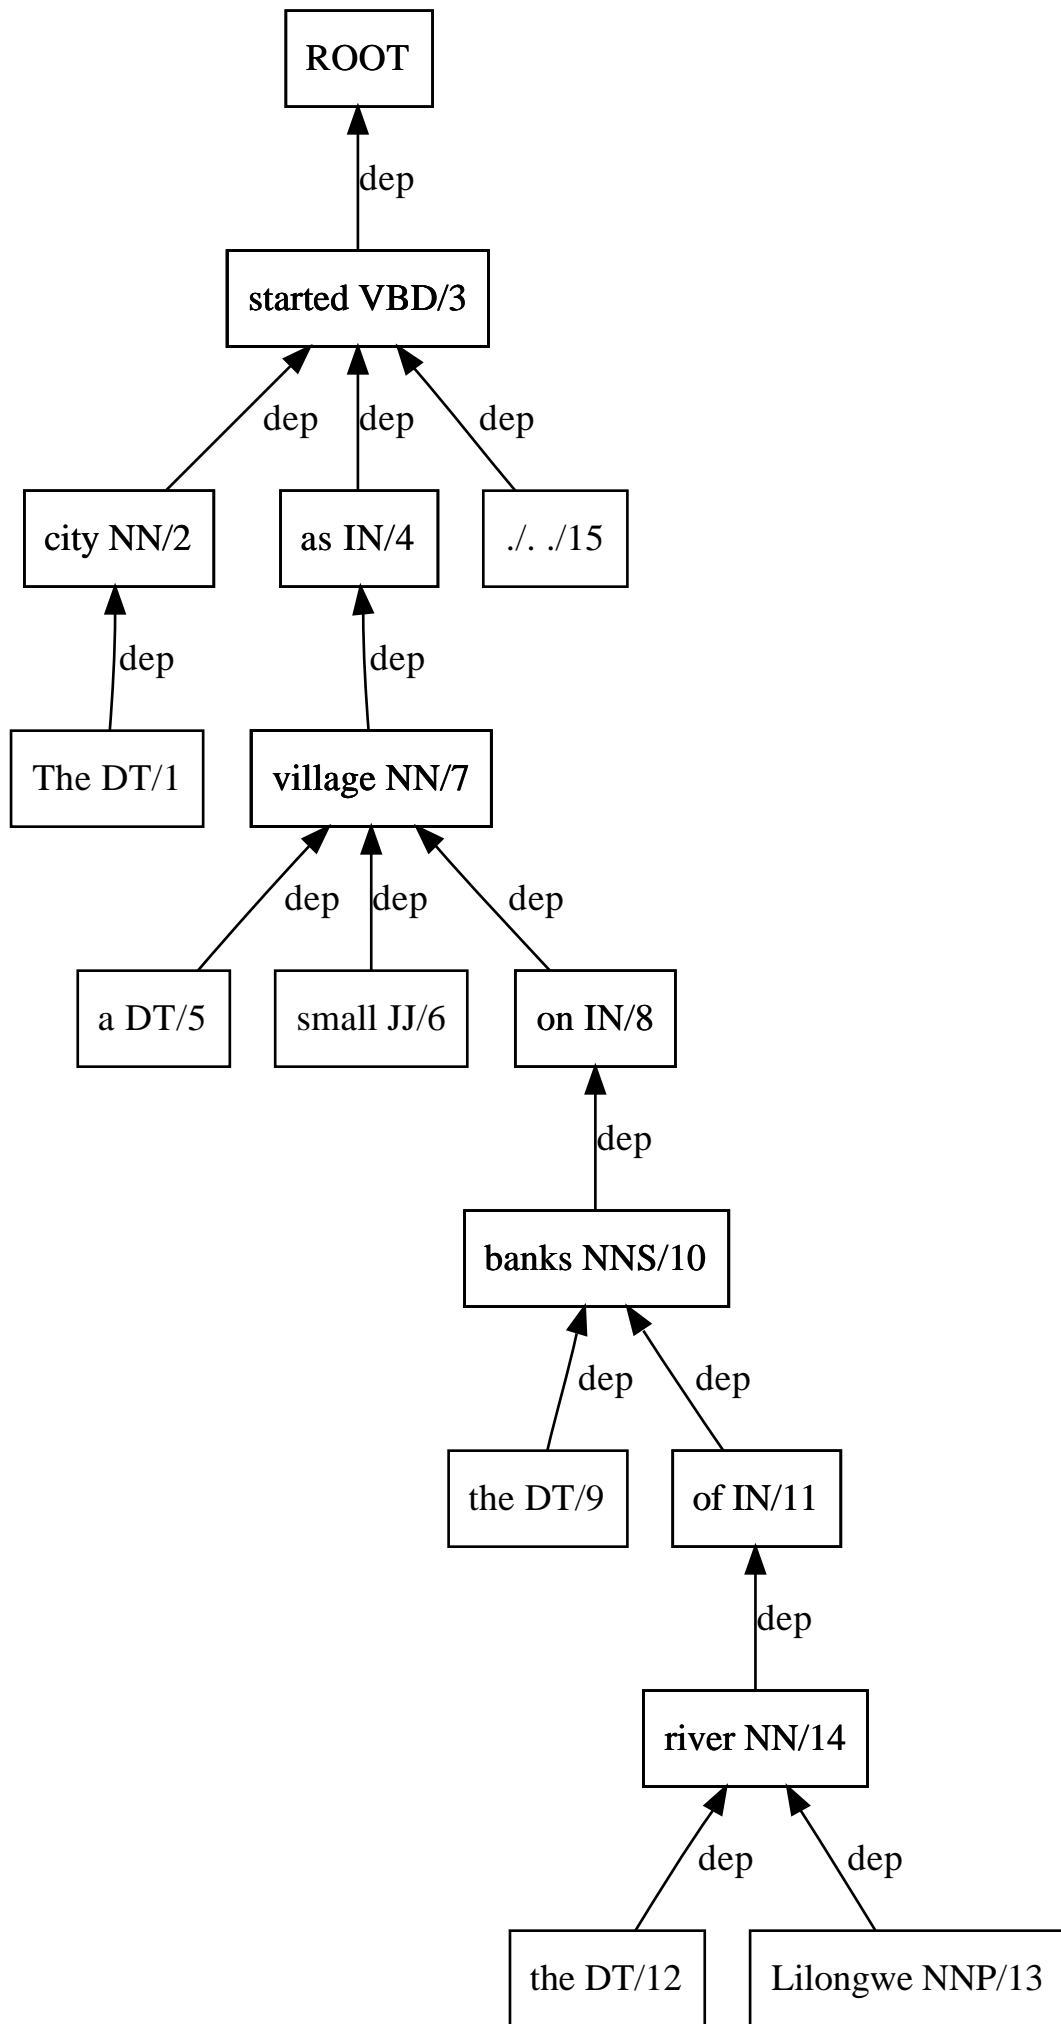 ROOT
dep
started VBD/3
dep dep dep
city NN/2 as IN/4 ./. ./15
dep dep
The DT/1 village NN/7
dep dep dep
a DT/5 small JJ/6 on IN/8
dep
banks NNS/10
dep dep
the DT/9 of IN/11
dep
river NN/14
dep dep
the DT/12 Lilongwe NNP/13